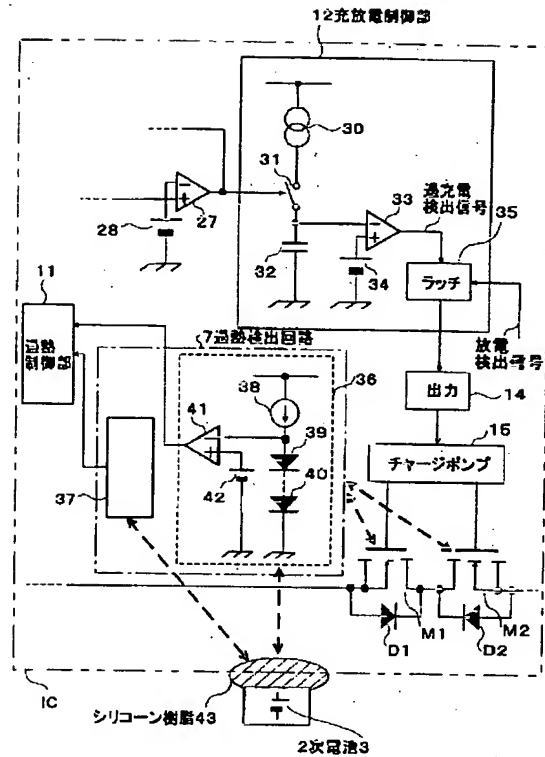 12充放電制御部
30
31
33
過充電
検出信号
35
27
28
32
34
ラッチ
11
過熱
制御部
7過熱検出回路
36
放電
検出信号
38
出力
14
41
39
15
42
40
チャージポンプ
37
M1
M2
D1
D2
IC
シリコーン樹脂43
2次電池3